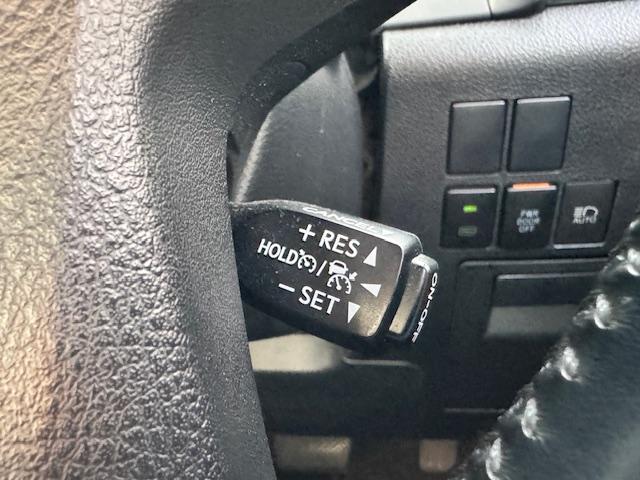 CANCEL
+ RES
HOLD /
- SET
ON-OFF
PWR
DOOR
OFF
AUTO